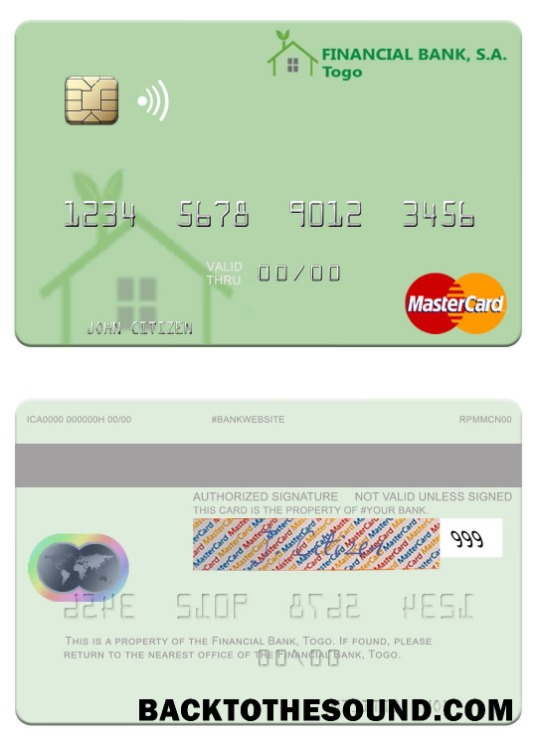 FINANCIAL BANK, S.A.
Togo
1234 5678 9012 3456
VALID THRU 00/00
MasterCard
JOHN CITIZEN
ICA0000 000000H 00/00 #BANKWEBSITE RPMMCN00
AUTHORIZED SIGNATURE NOT VALID UNLESS SIGNED
THIS CARD IS THE PROPERTY OF #YOUR BANK.
999
THIS IS A PROPERTY OF THE FINANCIAL BANK, TOGO. IF FOUND, PLEASE
RETURN TO THE NEAREST OFFICE OF THE FINANCIAL BANK, TOGO.
BACKTOTHESOUND.COM